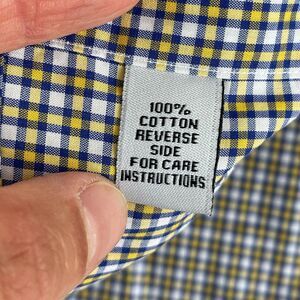 100%
COTTON
REVERSE
SIDE
FOR CARE
INSTRUCTIONS